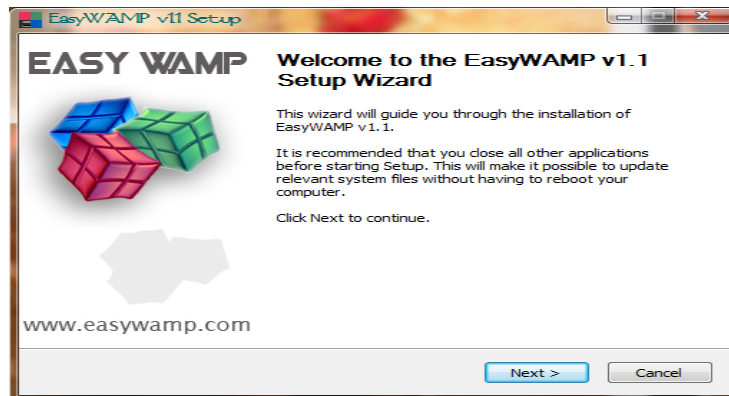 EasyWAMP v1.1 Setup
EASY WAMP
Welcome to the EasyWAMP v1.1
Setup Wizard
This wizard will guide you through the installation of
EasyWAMP v1.1.
It is recommended that you close all other applications
before starting Setup. This will make it possible to update
relevant system files without having to reboot your
computer.
Click Next to continue.
www.easywamp.com
Next >
Cancel